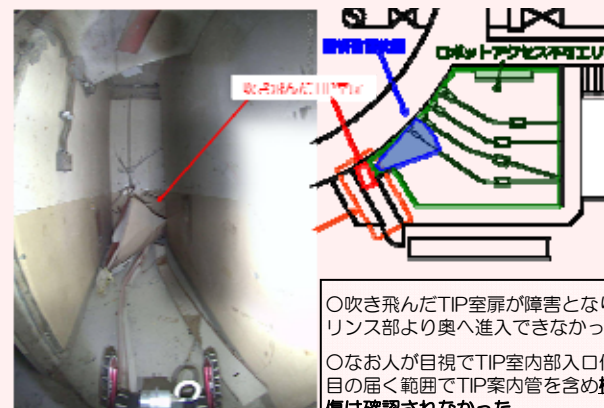 ロボットアクセス不可エリ
吹き飛んだTIP室扉
○吹き飛んだTIP室扉が障害とな
リンス部より奥へ進入できなかっ
○なお人が目視でTIP室内部入口
目の届く範囲でTIP案内管を含め
傷は確認されなかった